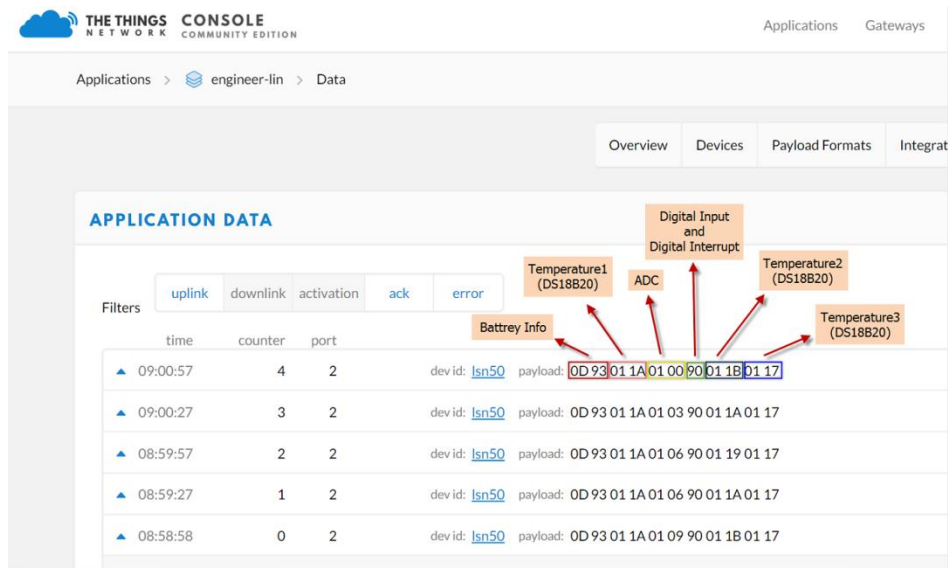 THE THINGS NETWORK CONSOLE COMMUNITY EDITION Applications Gateways
Applications > engineer-lin > Data
Overview Devices Payload Formats Integrat
APPLICATION DATA
Digital Input
and
Digital Interrupt
Temperature1
(DS18B20)
ADC
Temperature2
(DS18B20)
Battrey Info
Temperature3
(DS18B20)
Filters uplink downlink activation ack error
time counter port
09:00:57 4 2 dev id: lsn50 payload: 0D 93 01 1A 01 00 90 01 1B 01 17
09:00:27 3 2 dev id: lsn50 payload: 0D 93 01 1A 01 03 90 01 1A 01 17
08:59:57 2 2 dev id: lsn50 payload: 0D 93 01 1A 01 06 90 01 19 01 17
08:59:27 1 2 dev id: lsn50 payload: 0D 93 01 1A 01 06 90 01 1A 01 17
08:58:58 0 2 dev id: lsn50 payload: 0D 93 01 1A 01 09 90 01 1B 01 17